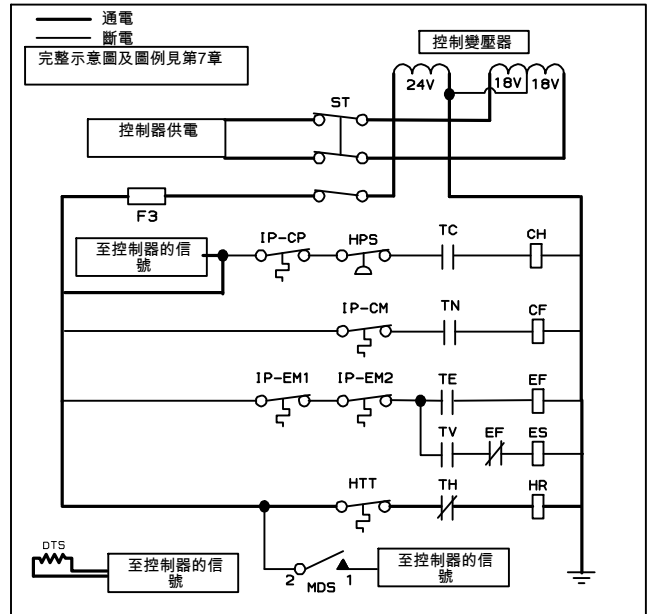 通電
斷電
完整示意圖及圖例見第7章
控制變壓器
24V 18V 18V
ST
控制器供電
F3
至控制器的信
號
IP-CP HPS TC CH
IP-CM TN CF
IP-EM1 IP-EM2 TE EF
TV EF ES
HTT TH HR
DTS
至控制器的信
號
2 MDS 1
至控制器的信
號